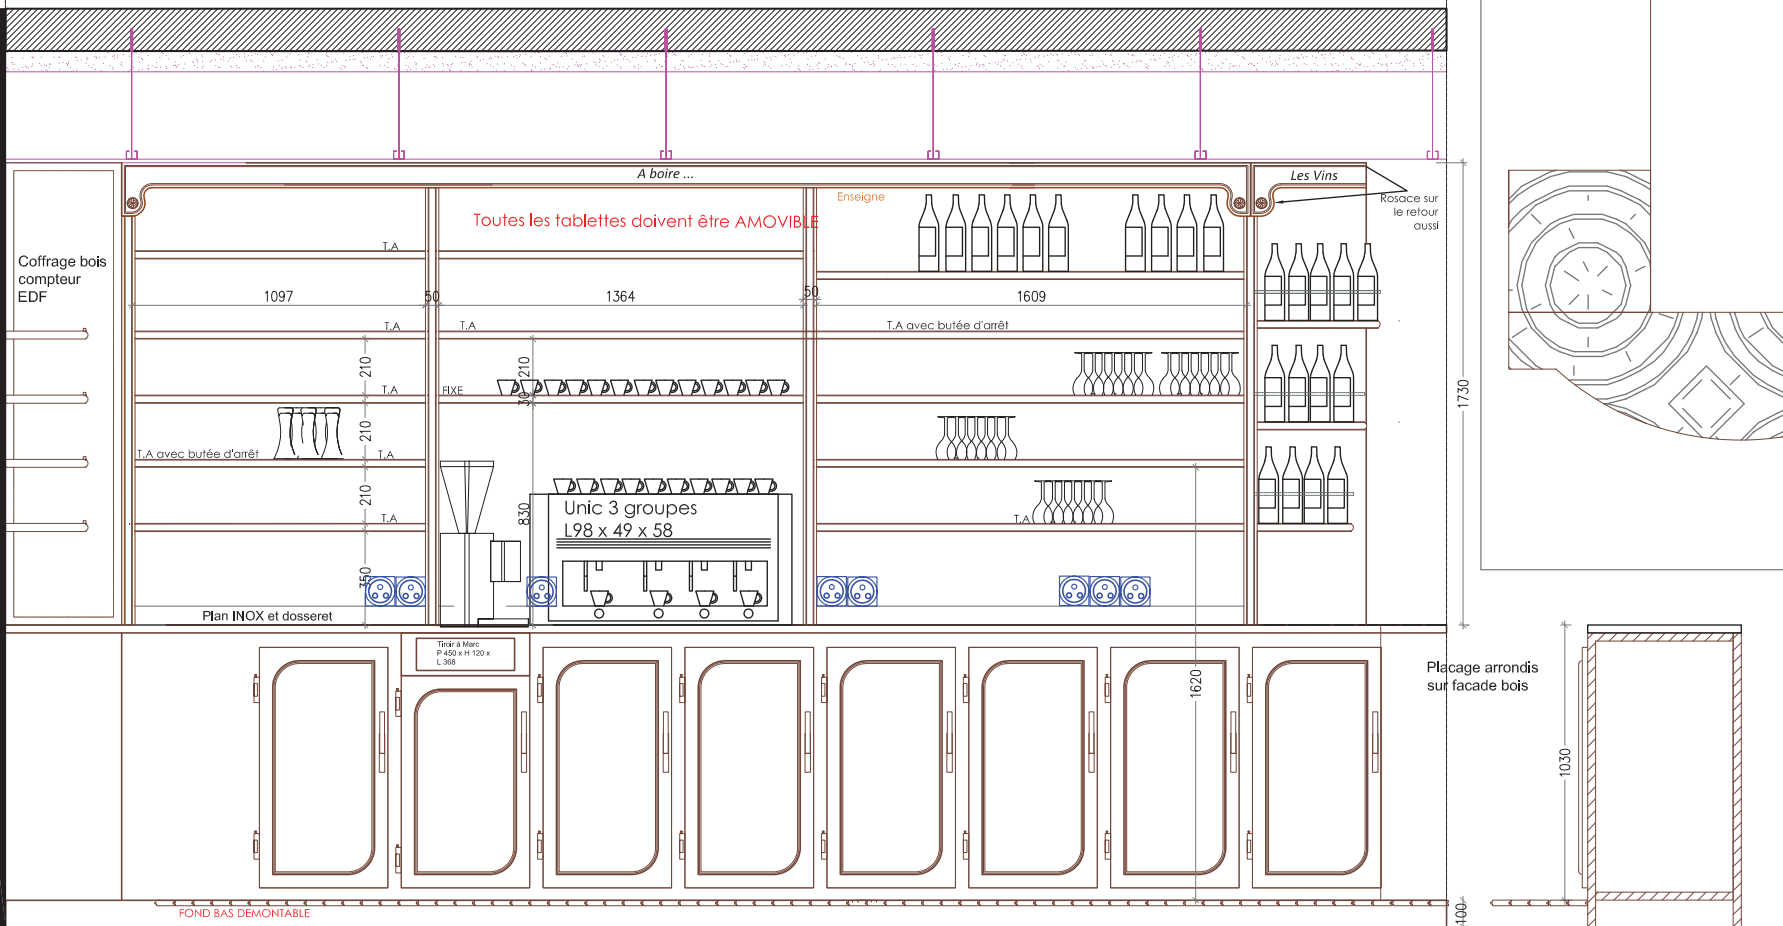 A boire ...
Les Vins
Enseigne
Rosace sur
le retour
aussi
Toutes les tablettes doivent être AMOVIBLE
T.A
Coffrage bois
compteur
EDF
1097
50
1364
50
1609
T.A
T.A
T.A avec butée d'arrêt
210
210
1730
T.A
FIXE
30
210
T.A avec butée d'arrêt
T.A
210
830
Unic 3 groupes
L98 x 49 x 58
T.A
T.A
350
Plan INOX et dosseret
Tiroir à Marc
P 450 x H 120 x
L 368
1620
Placage arrondis
sur facade bois
1030
FOND BAS DEMONTABLE
100